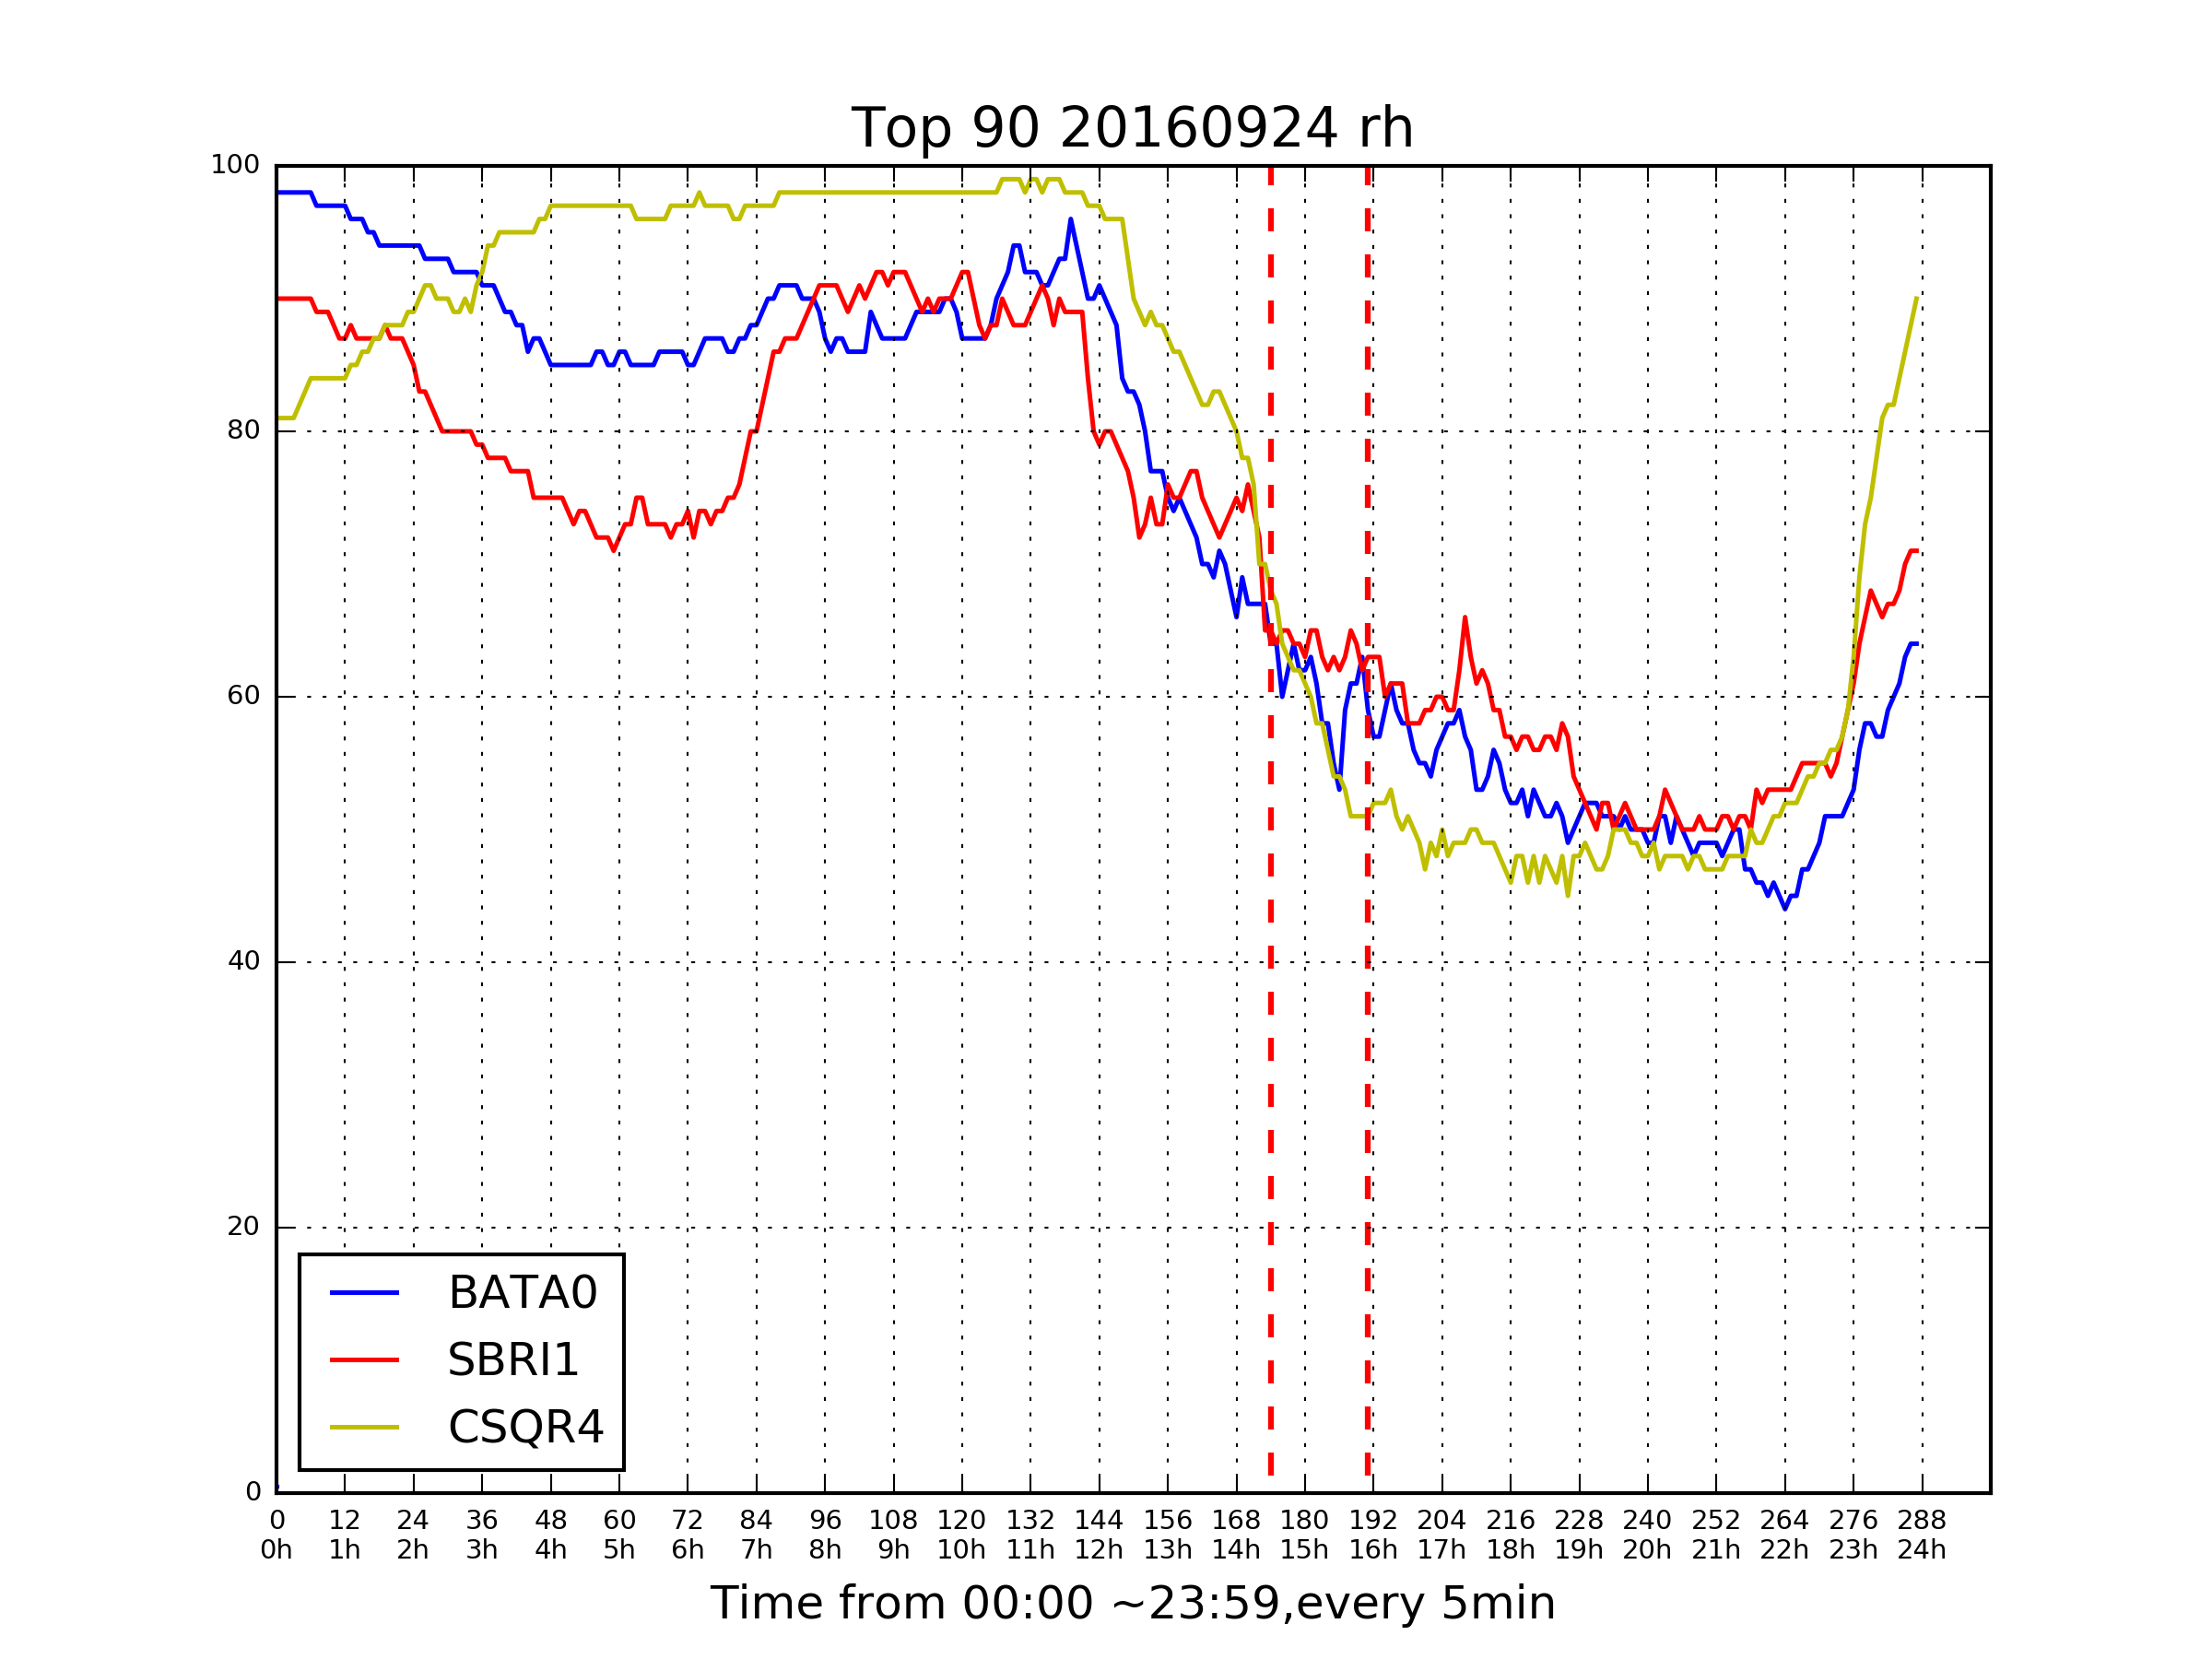 Top 90 20160924 rh
100
80
60
40
20
0
BATA0
SBRI1
CSQR4
0 12 24 36 48 60 72 84 96 108 120 132 144 156 168 180 192 204 216 228 240 252 264 276 288
0h 1h 2h 3h 4h 5h 6h 7h 8h 9h 10h 11h 12h 13h 14h 15h 16h 17h 18h 19h 20h 21h 22h 23h 24h
Time from 00:00 ~23:59,every 5min